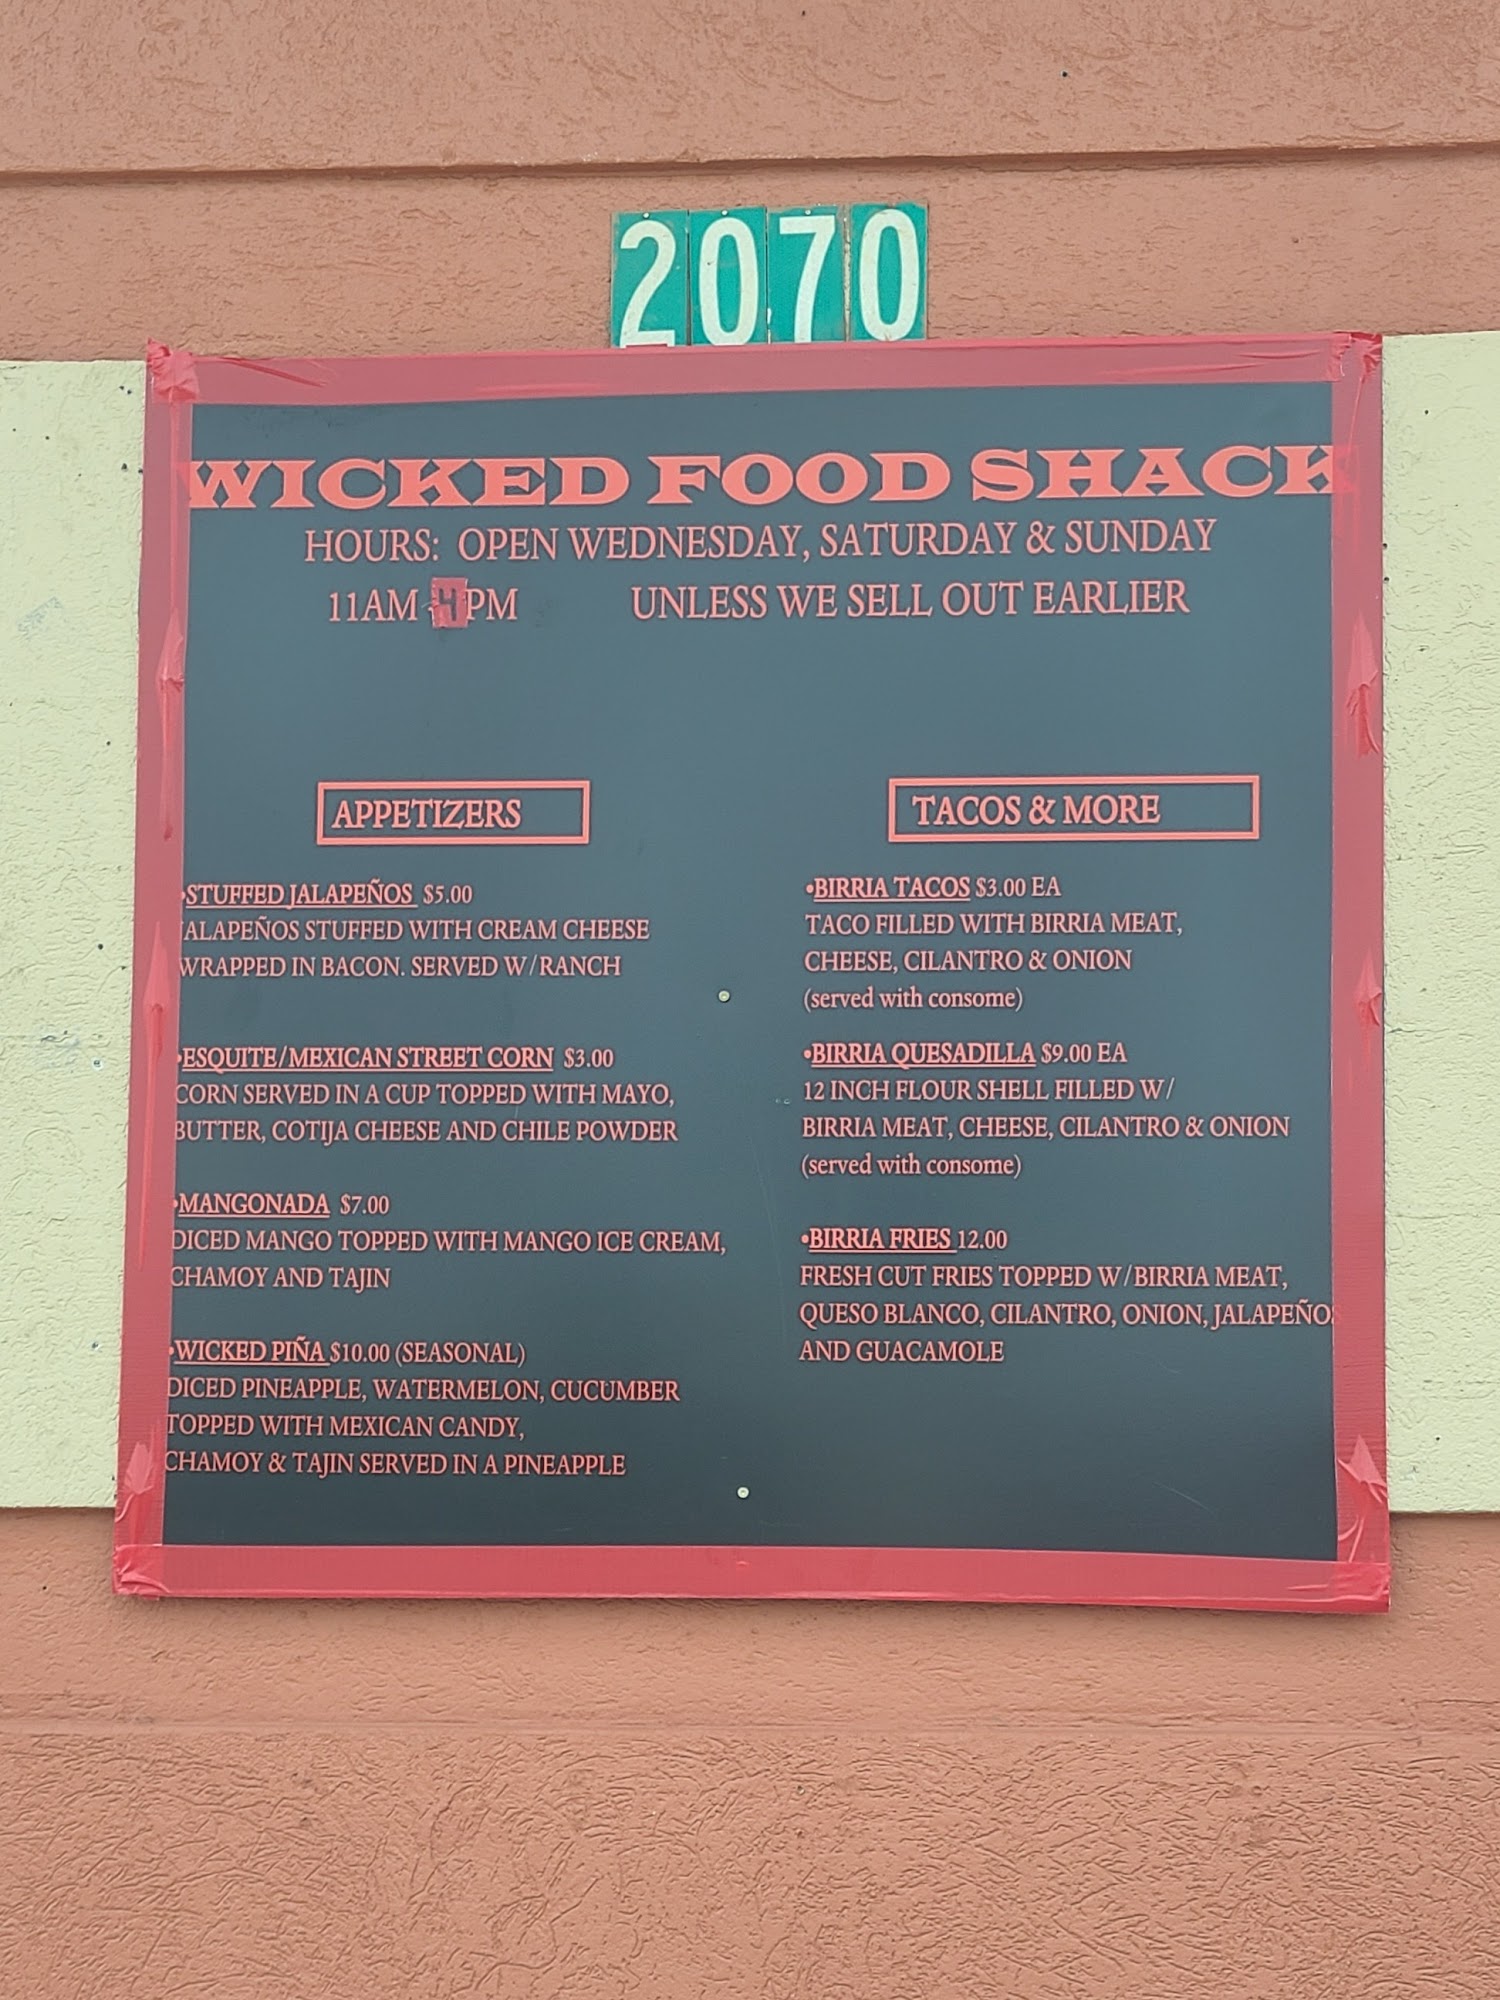 2070
WICKED FOOD SHACK
HOURS: OPEN WEDNESDAY, SATURDAY & SUNDAY
11AM-4PM UNLESS WE SELL OUT EARLIER
APPETIZERS
•STUFFED JALAPEÑOS $5.00
JALAPEÑOS STUFFED WITH CREAM CHEESE
WRAPPED IN BACON. SERVED W/RANCH
•ESQUITE/MEXICAN STREET CORN $3.00
CORN SERVED IN A CUP TOPPED WITH MAYO,
BUTTER, COTIJA CHEESE AND CHILE POWDER
•MANGONADA $7.00
DICED MANGO TOPPED WITH MANGO ICE CREAM,
CHAMOY AND TAJIN
•WICKED PIÑA $10.00 (SEASONAL)
DICED PINEAPPLE, WATERMELON, CUCUMBER
TOPPED WITH MEXICAN CANDY,
CHAMOY & TAJIN SERVED IN A PINEAPPLE
TACOS & MORE
•BIRRIA TACOS $3.00 EA
TACO FILLED WITH BIRRIA MEAT,
CHEESE, CILANTRO & ONION
(served with consome)
•BIRRIA QUESADILLA $9.00 EA
12 INCH FLOUR SHELL FILLED W/
BIRRIA MEAT, CHEESE, CILANTRO & ONION
(served with consome)
•BIRRIA FRIES 12.00
FRESH CUT FRIES TOPPED W/BIRRIA MEAT,
QUESO BLANCO, CILANTRO, ONION, JALAPEÑOS
AND GUACAMOLE